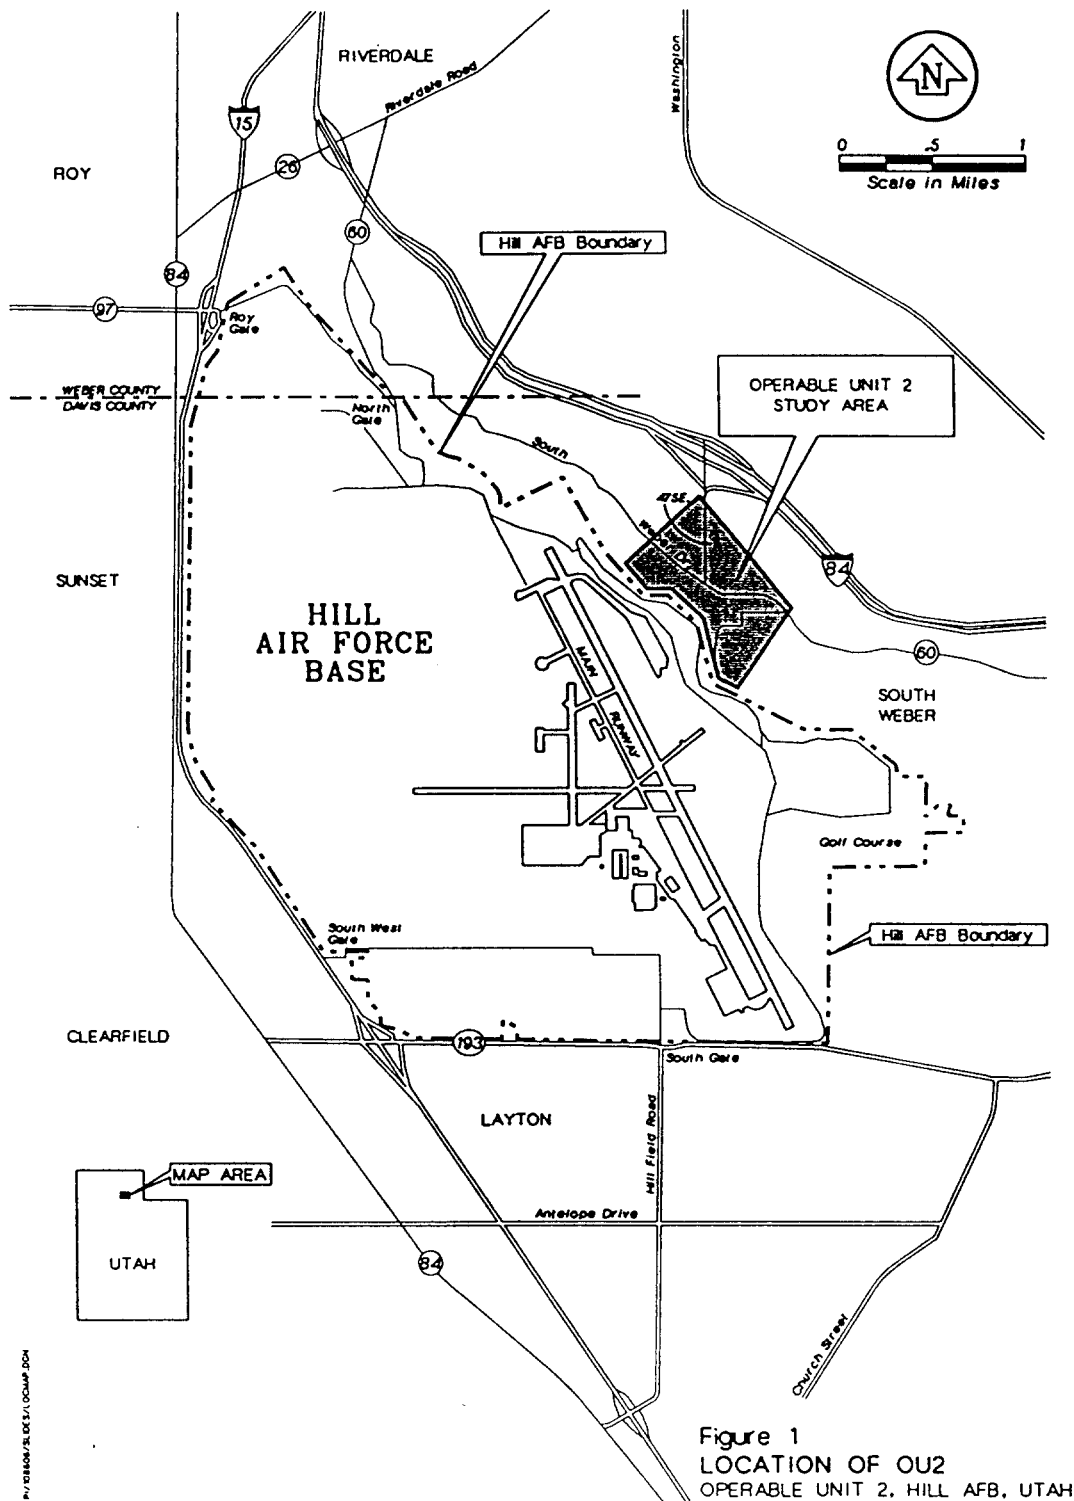 RIVERDALE
Riverdale Road
Washington
N
15
0 .5 1
Scale in Miles
26
ROY
60
Hill AFB Boundary
84
97
Roy
Gate
OPERABLE UNIT 2
STUDY AREA
WEBER COUNTY
DAVIS COUNTY
North
Gate
South
Weber Dr.
84
SUNSET
HILL
AIR FORCE
BASE
MAIN
RUNWAY
60
SOUTH
WEBER
Golf Course
South West
Gate
Hill AFB Boundary
CLEARFIELD
193
South Gate
LAYTON
Hill Field Road
MAP AREA
UTAH
Antelope Drive
84
Church Street
Figure 1
LOCATION OF OU2
OPERABLE UNIT 2, HILL AFB, UTAH